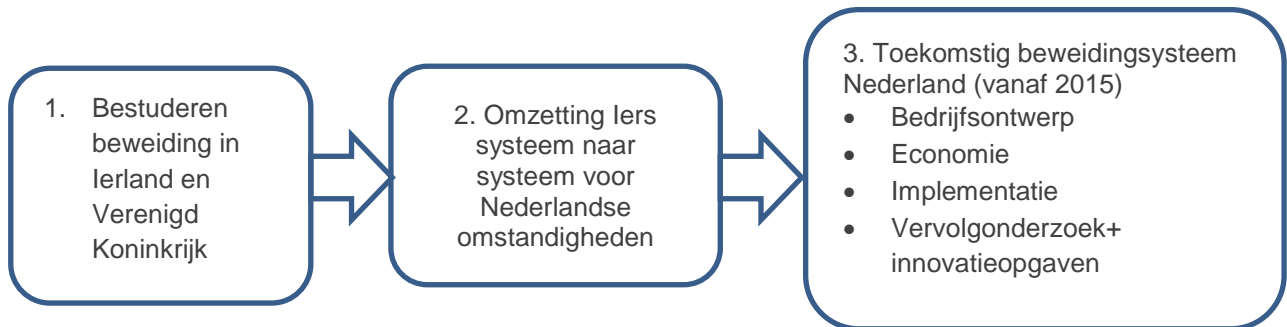 1. Bestuderen
beweiding in
Ierland en
Verenigd
Koninkrijk
2. Omzetting Iers
systeem naar
systeem voor
Nederlandse
omstandigheden
3. Toekomstig beweidingsysteem
Nederland (vanaf 2015)
• Bedrijfsontwerp
• Economie
• Implementatie
• Vervolgonderzoek+
innovatieopgaven